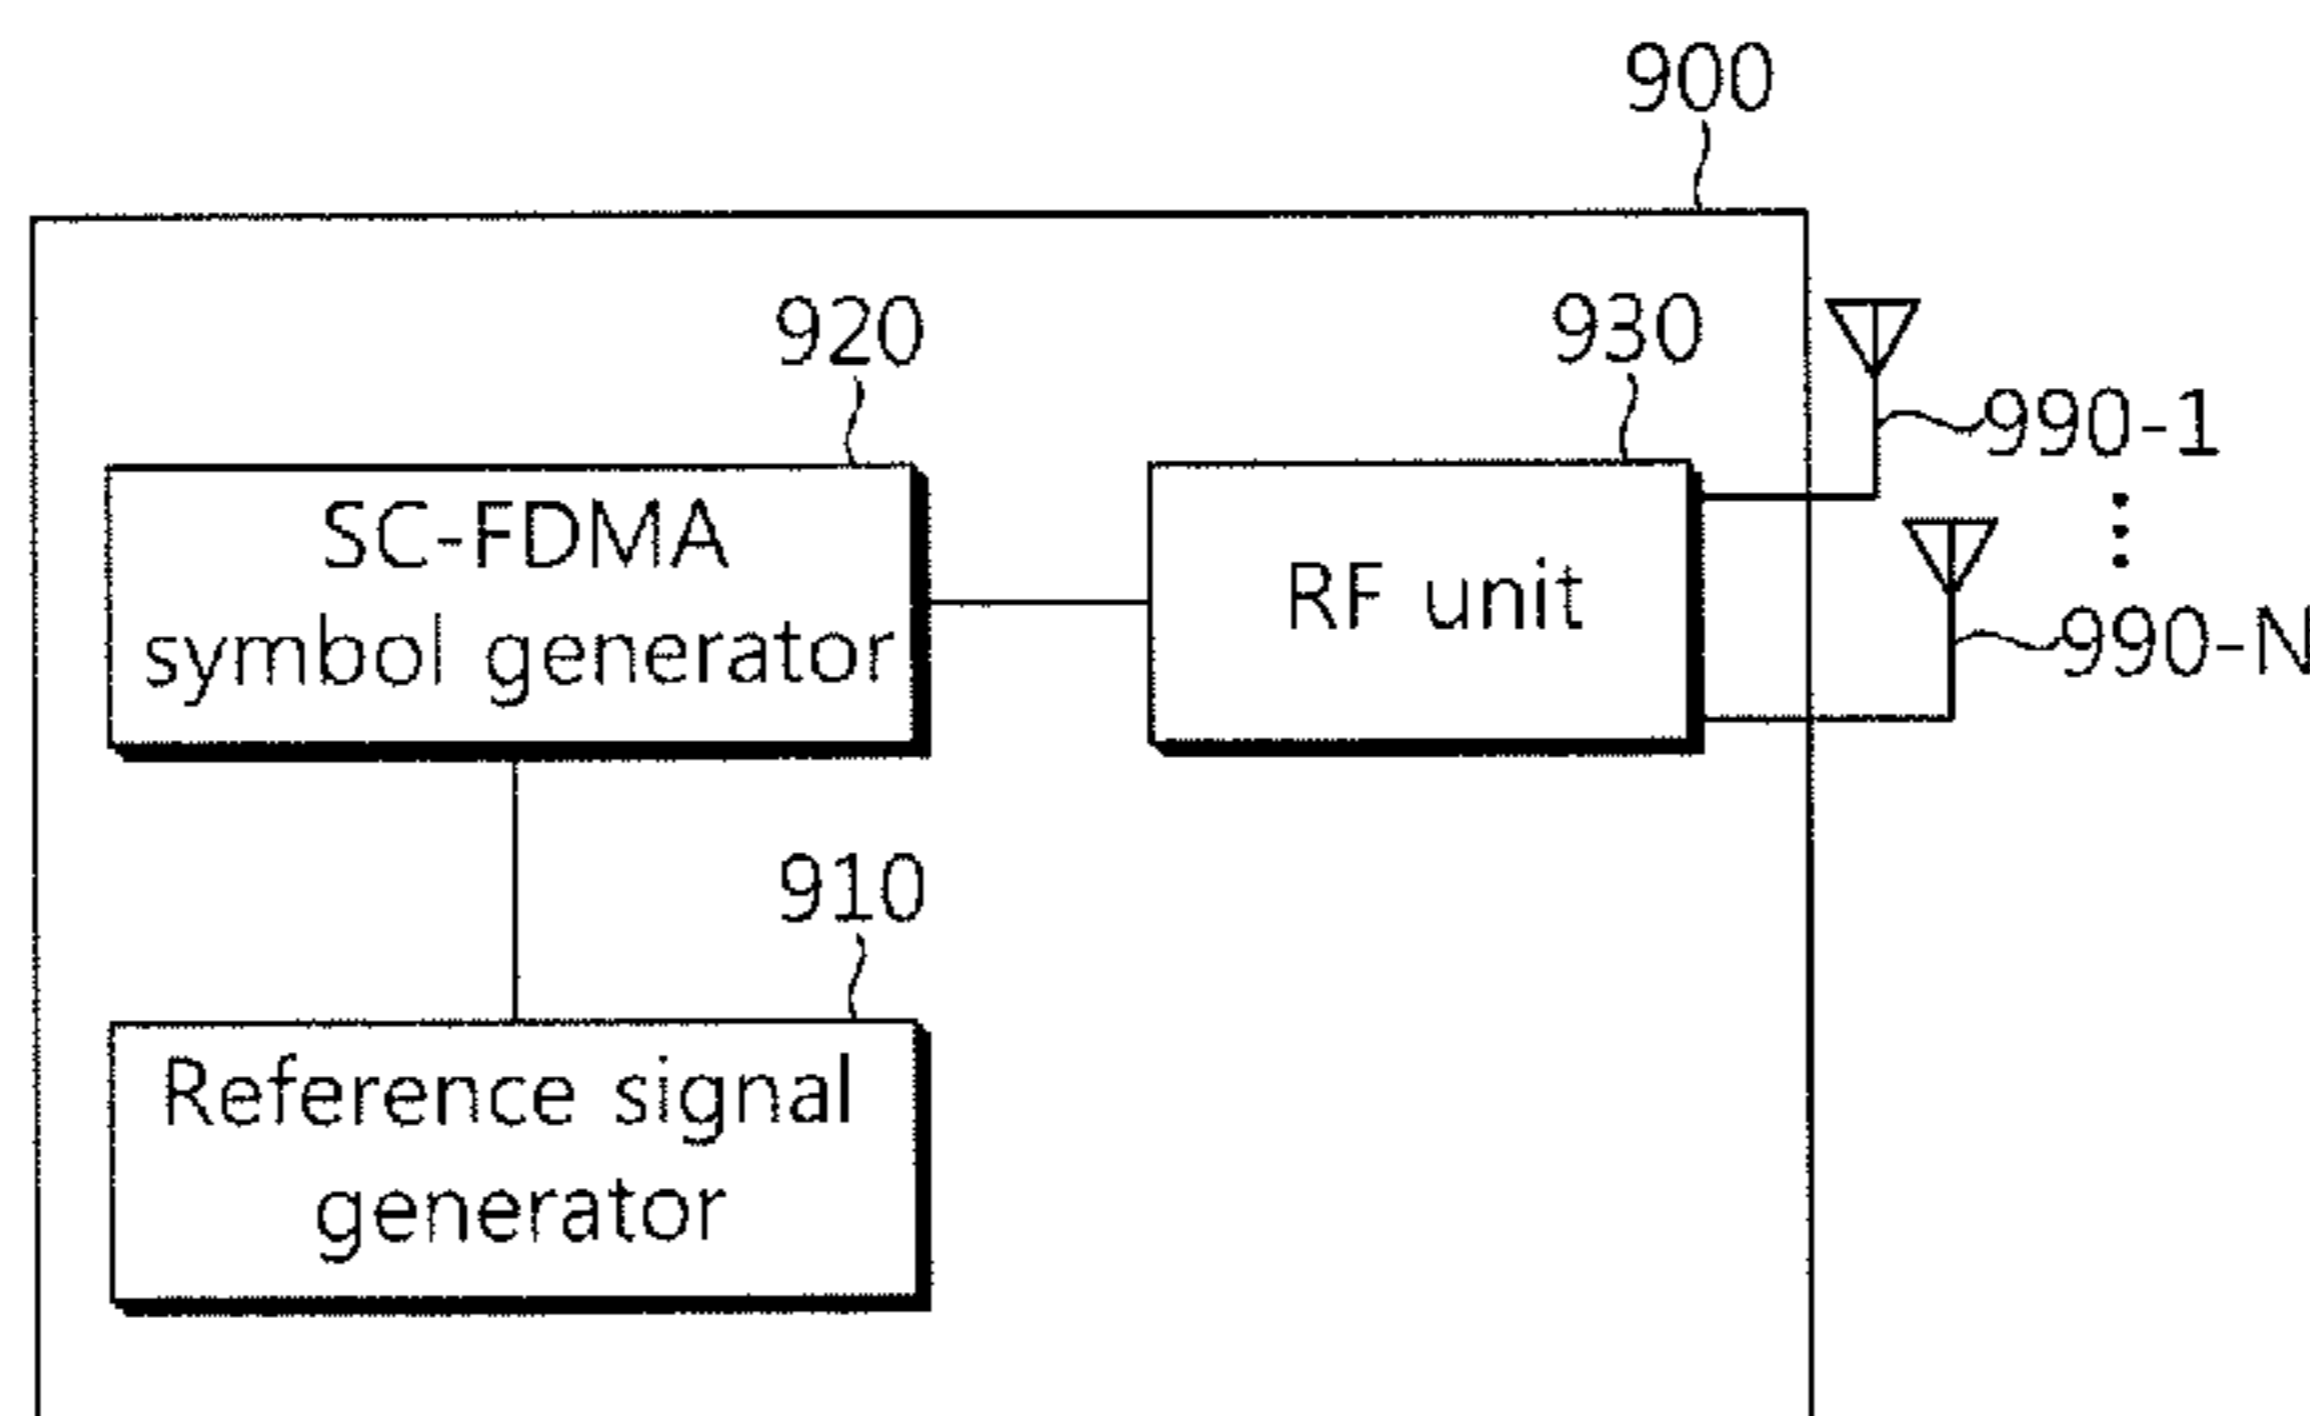 900
920
930
990-1
SC-FDMA
symbol generator
RF unit
990-N
910
Reference signal
generator